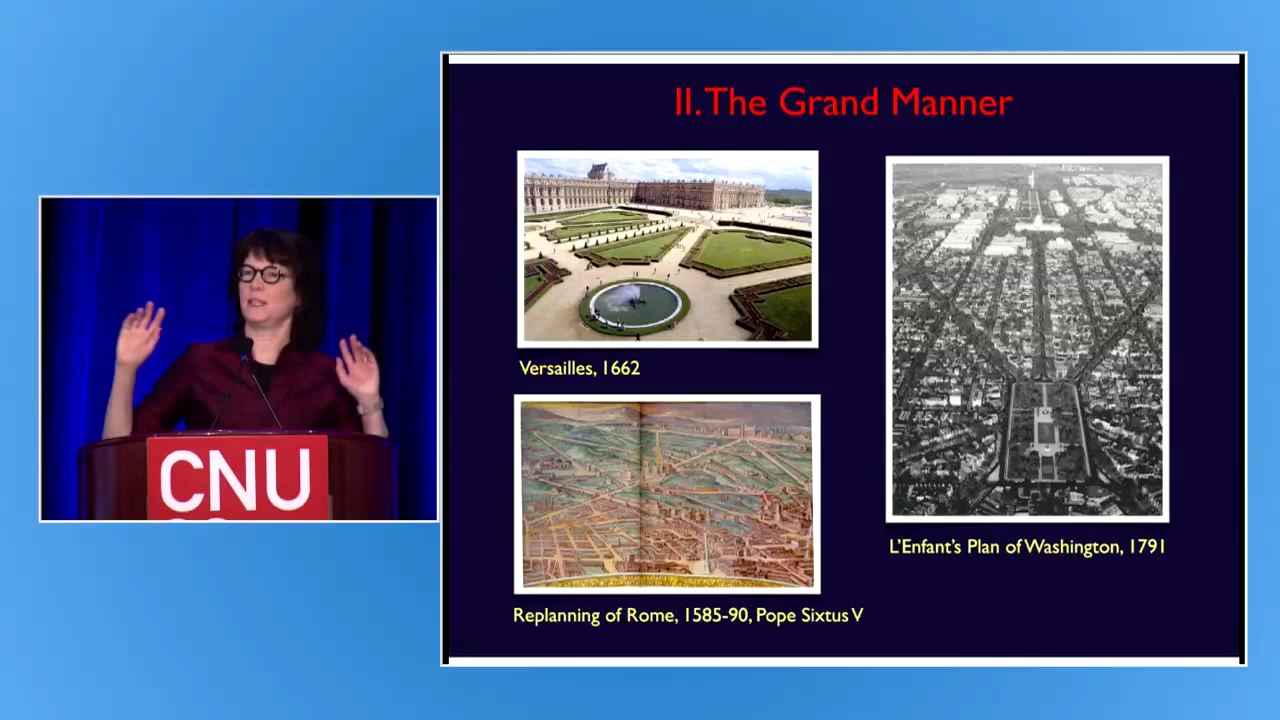 CNU
II. The Grand Manner
Versailles, 1662
Replanning of Rome, 1585-90, Pope Sixtus V
L'Enfant's Plan of Washington, 1791